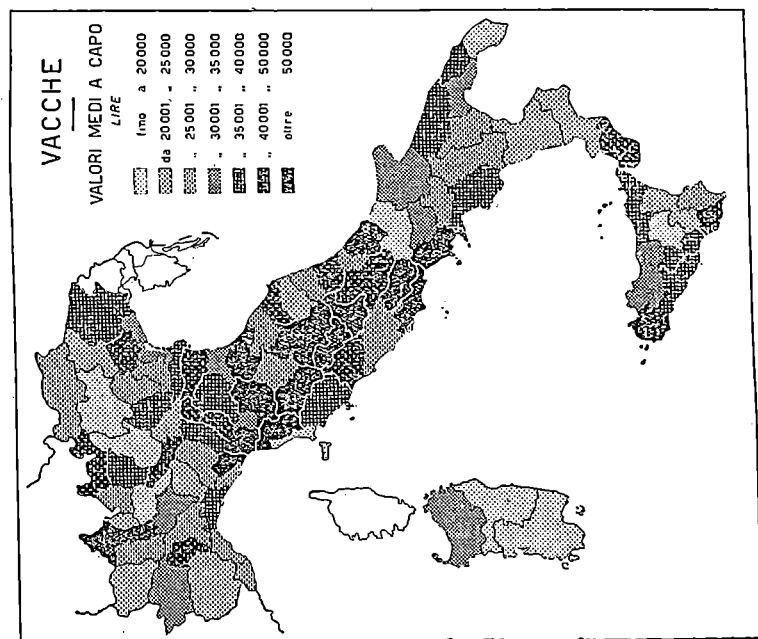 VACCHE
VALORI MEDI A CAPO
LIRE
fino a 20000
da 20001 „ 25000
„ 25001 „ 30000
„ 30001 „ 35000
„ 35001 „ 40000
„ 40001 „ 50000
oltre 50000